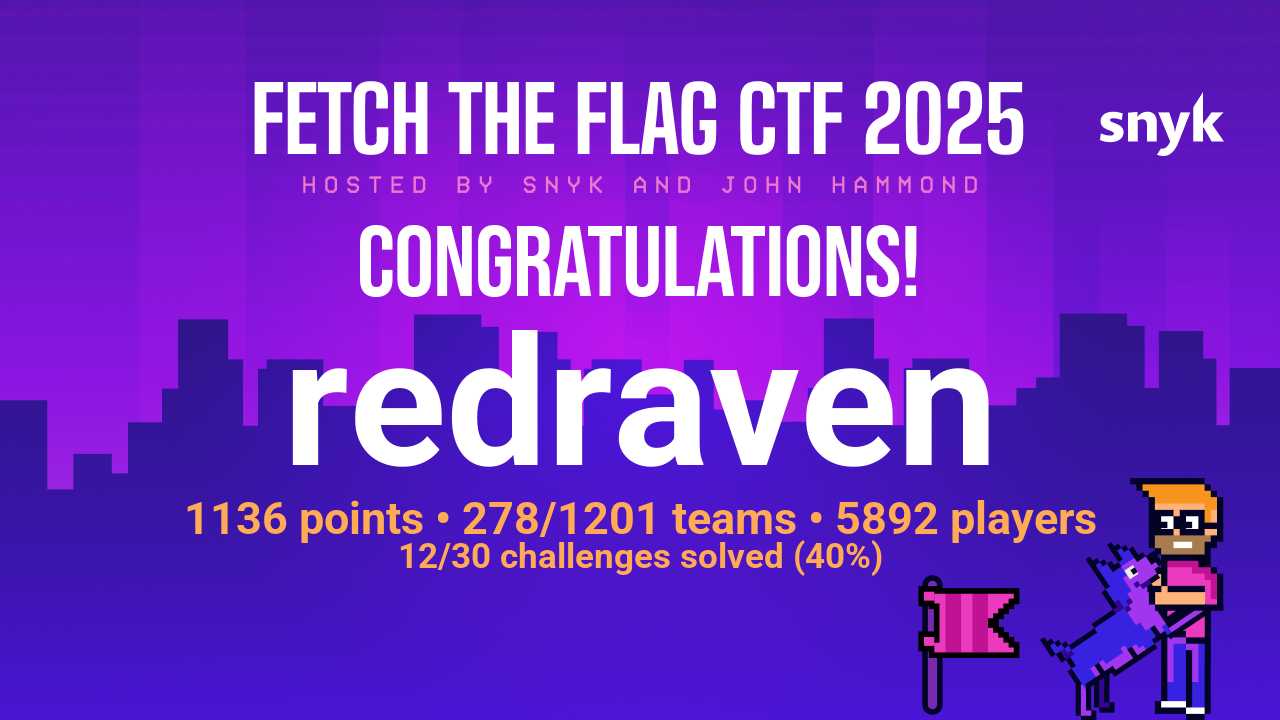 FETCH THE FLAG CTF 2025
snyk
HOSTED BY SNYK AND JOHN HAMMOND
CONGRATULATIONS!
redraven
1136 points • 278/1201 teams • 5892 players
12/30 challenges solved (40%)